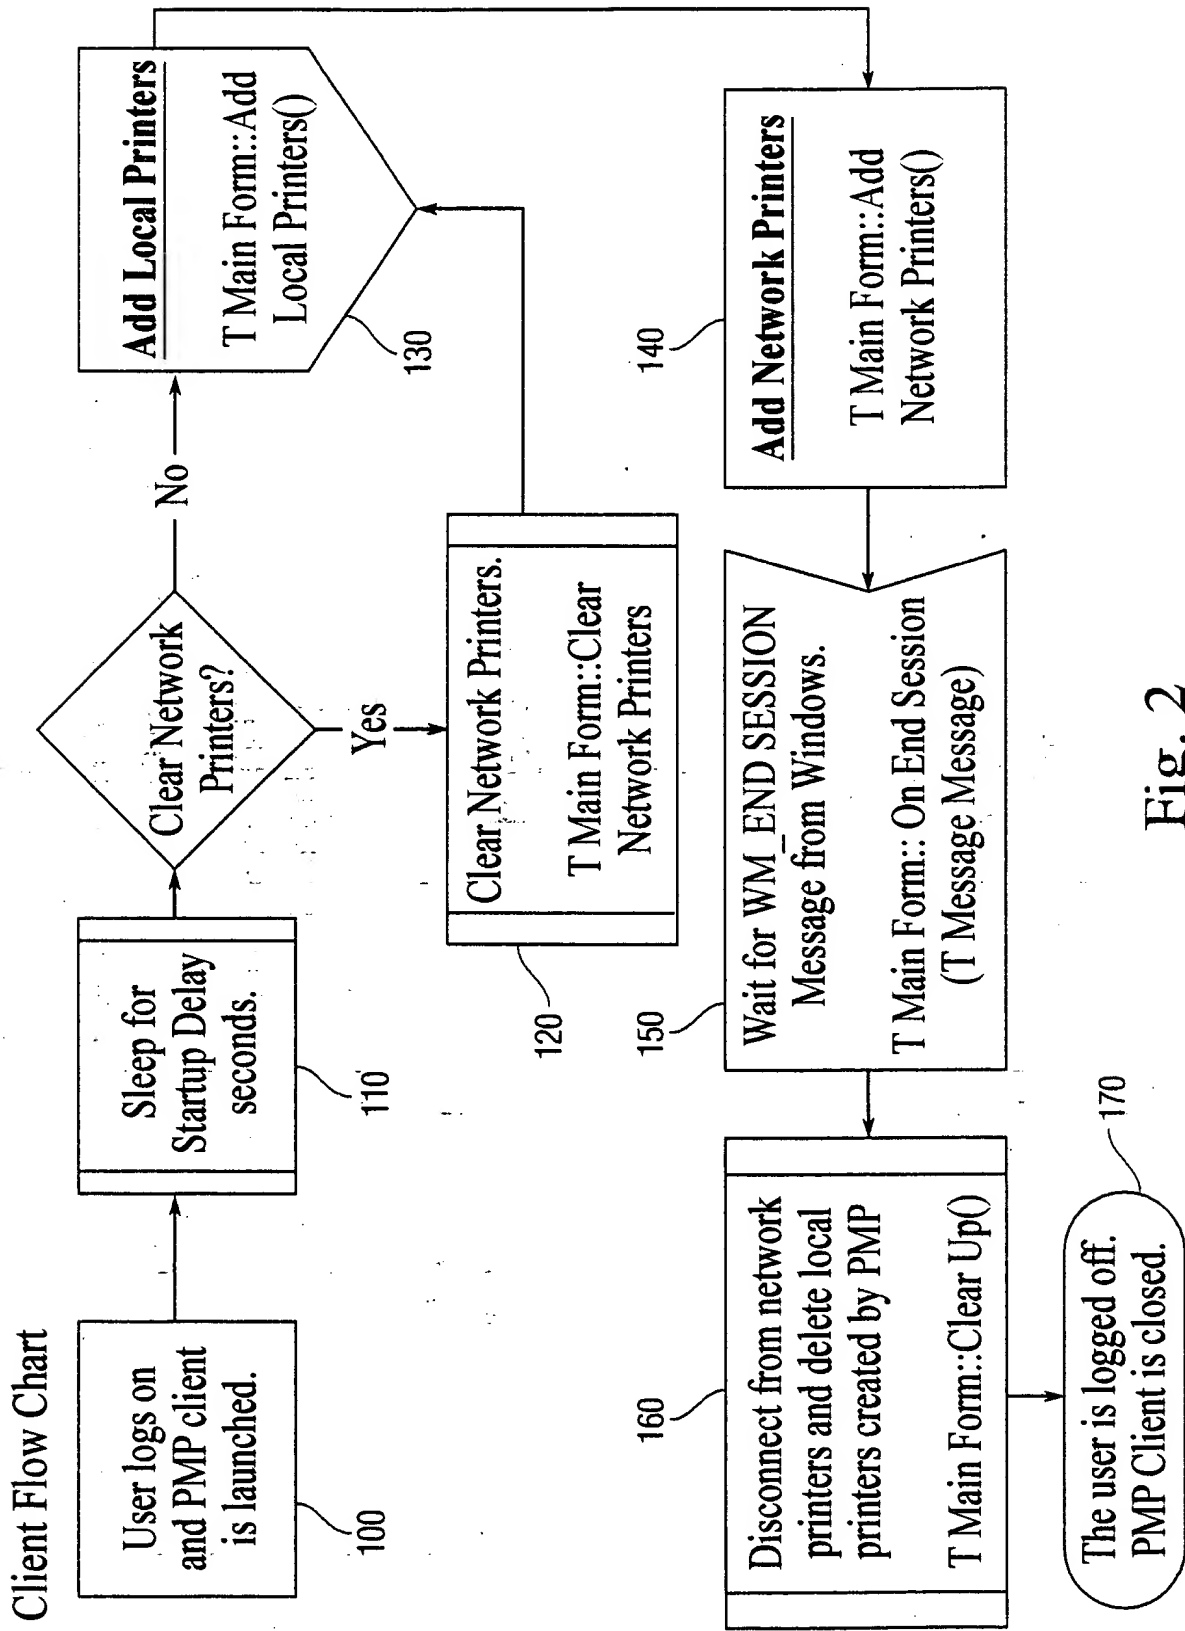 Client Flow Chart
User logs on
and PMP client
is launched.
100
Sleep for
Startup Delay
seconds.
110
Clear Network
Printers?
No
Yes
Add Local Printers
T Main Form::Add
Local Printers()
130
Clear Network Printers.
T Main Form::Clear
Network Printers
120
Add Network Printers
T Main Form::Add
Network Printers()
140
Wait for WM_END SESSION
Message from Windows.
T Main Form:: On End Session
(T Message Message)
150
Disconnect from network
printers and delete local
printers created by PMP
T Main Form::Clear Up()
160
The user is logged off.
PMP Client is closed.
170
Fig. 2